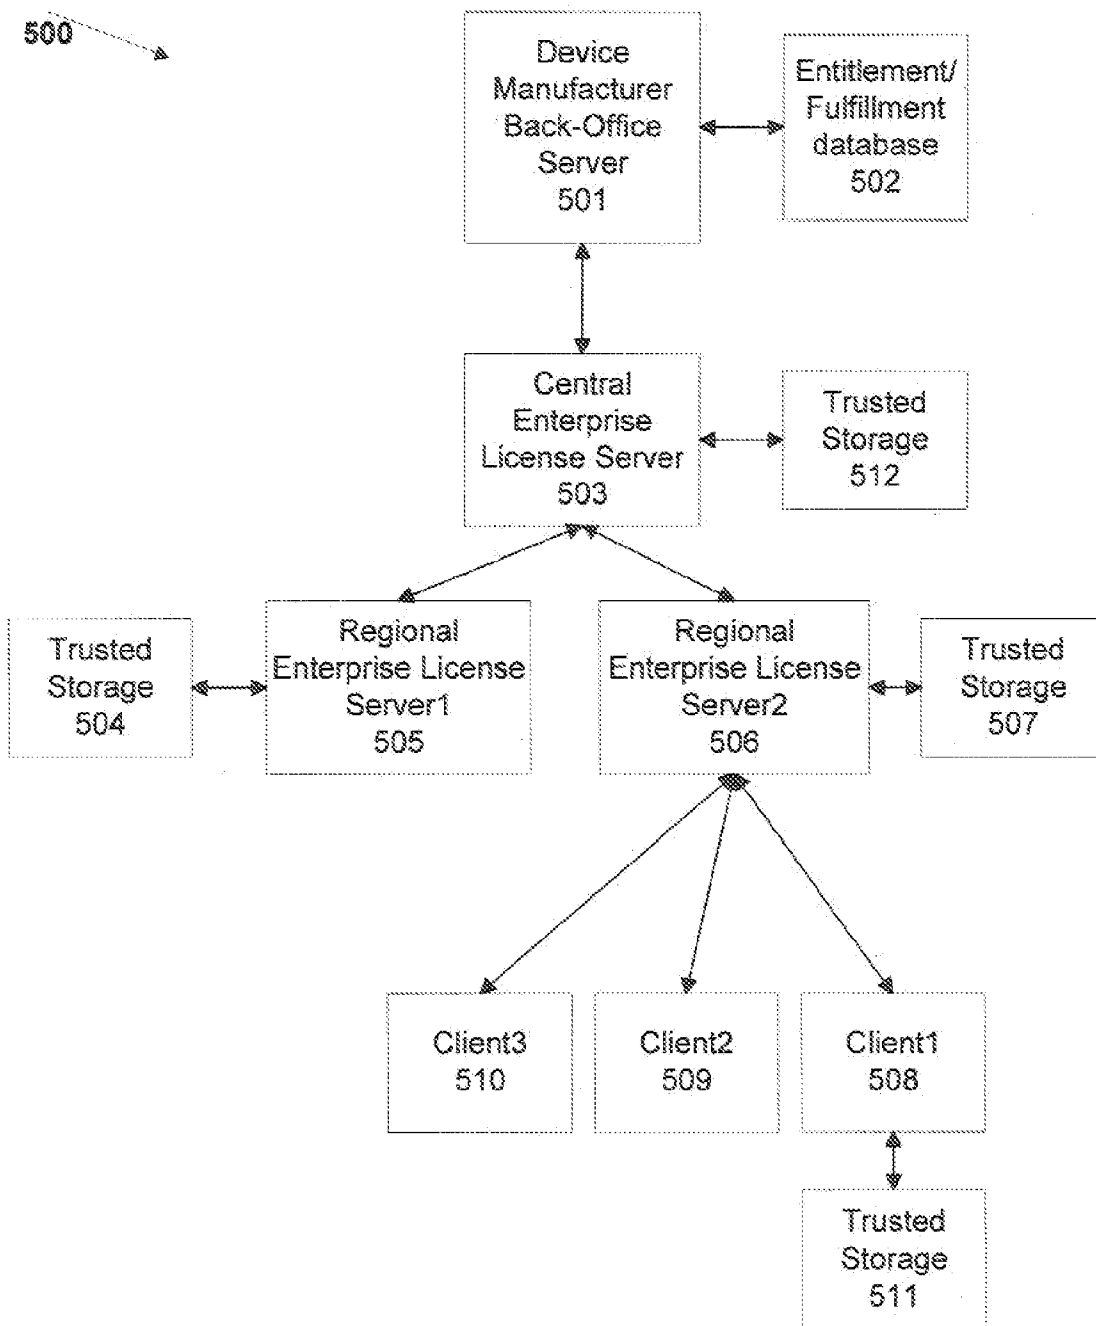 500
Device
Manufacturer
Back-Office
Server
501
Entitlement/
Fulfillment
database
502
Central
Enterprise
License Server
503
Trusted
Storage
512
Trusted
Storage
504
Regional
Enterprise License
Server1
505
Regional
Enterprise License
Server2
506
Trusted
Storage
507
Client3
510
Client2
509
Client1
508
Trusted
Storage
511